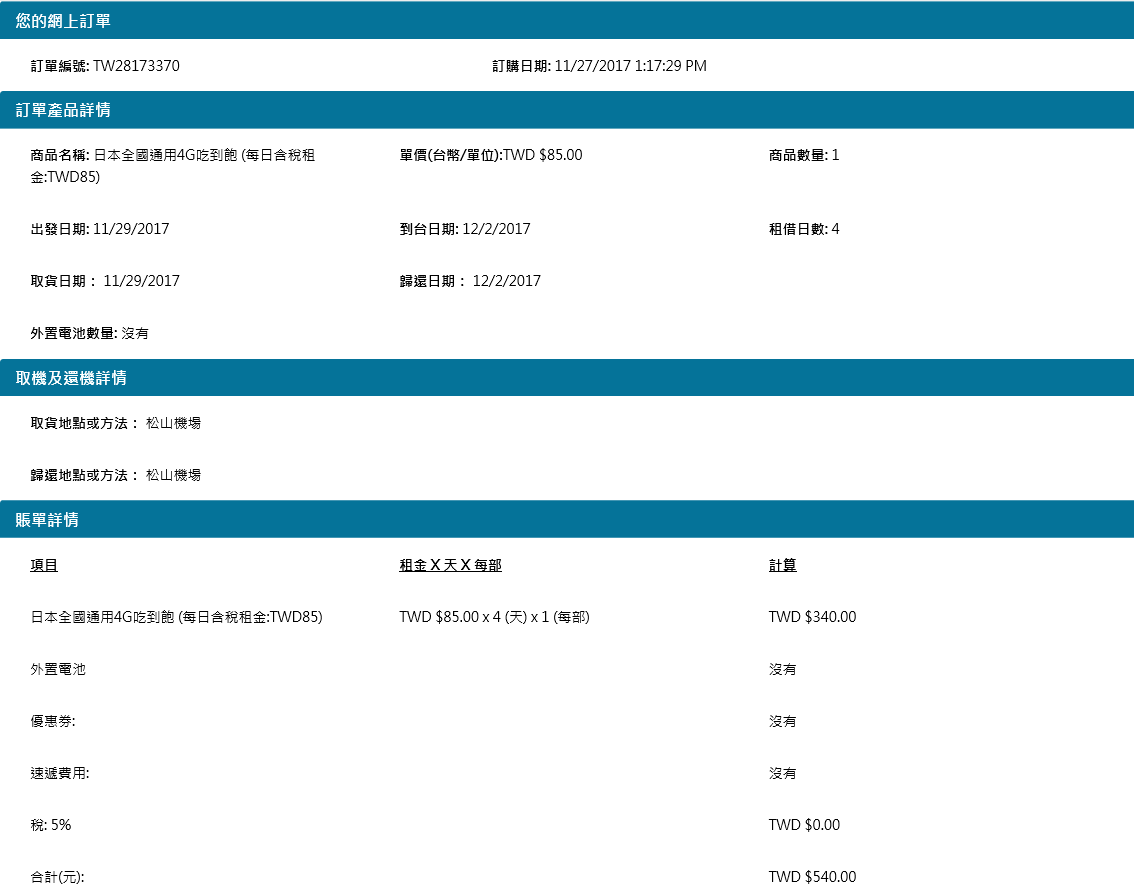 您的網上訂單
訂單編號: TW28173370 訂購日期: 11/27/2017 1:17:29 PM
訂單產品詳情
商品名稱: 日本全國通用4G吃到飽 (每日含稅租 單價(台幣/單位):TWD $85.00 商品數量: 1
金:TWD85)
出發日期: 11/29/2017 到台日期: 12/2/2017 租借日數: 4
取貨日期： 11/29/2017 歸還日期： 12/2/2017
外置電池數量: 沒有
取機及還機詳情
取貨地點或方法： 松山機場
歸還地點或方法： 松山機場
賬單詳情
項目 租金 X 天 X 每部 計算
日本全國通用4G吃到飽 (每日含稅租金:TWD85) TWD $85.00 x 4 (天) x 1 (每部) TWD $340.00
外置電池 沒有
優惠券: 沒有
速遞費用: 沒有
稅: 5% TWD $0.00
合計(元): TWD $540.00